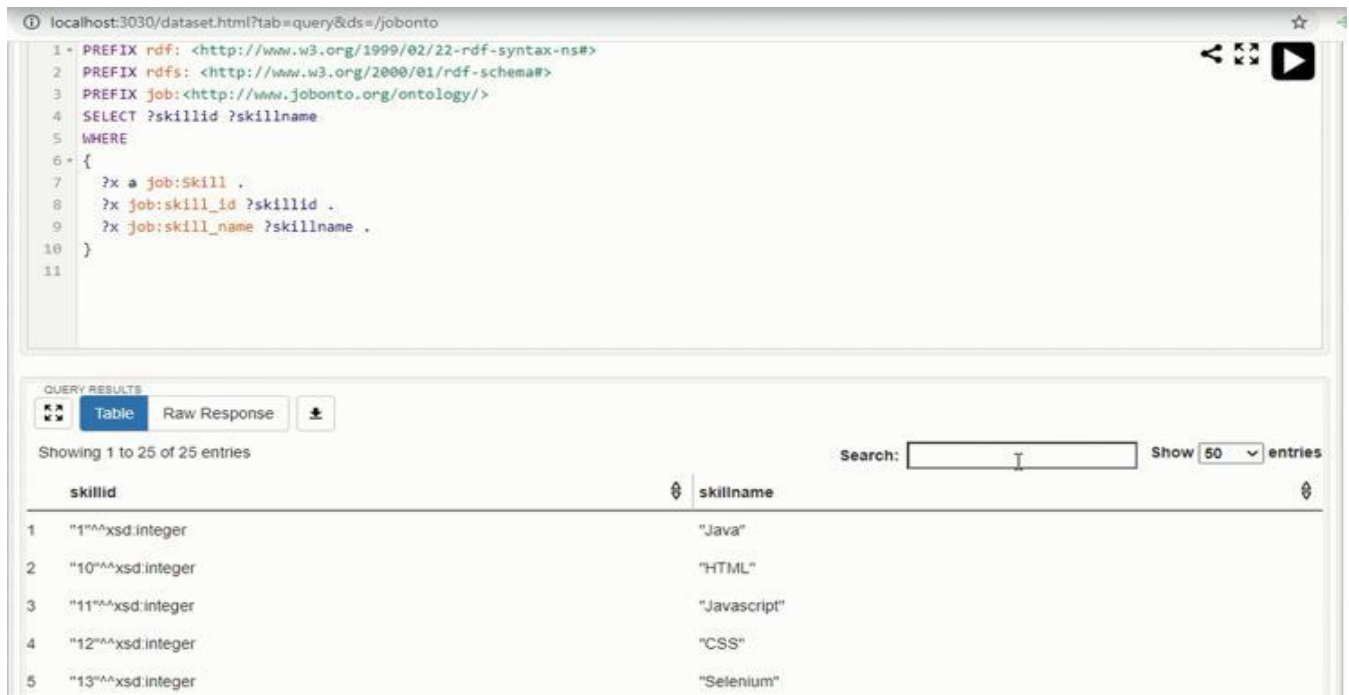 localhost:3030/dataset.html?tab=query&ds=/jobonto
1 PREFIX rdf: <http://www.w3.org/1999/02/22-rdf-syntax-ns#>
2 PREFIX rdfs: <http://www.w3.org/2000/01/rdf-schema#>
3 PREFIX job:<http://www.jobonto.org/ontology/>
4 SELECT ?skillid ?skillname
5 WHERE
6 {
7 ?x a job:Skill .
8 ?x job:skill_id ?skillid .
9 ?x job:skill_name ?skillname .
10 }
11
QUERY RESULTS
Table Raw Response
Showing 1 to 25 of 25 entries Search: Show 50 entries
skillid skillname
1 "1"^^xsd:integer "Java"
2 "10"^^xsd:integer "HTML"
3 "11"^^xsd:integer "Javascript"
4 "12"^^xsd:integer "CSS"
5 "13"^^xsd:integer "Selenium"